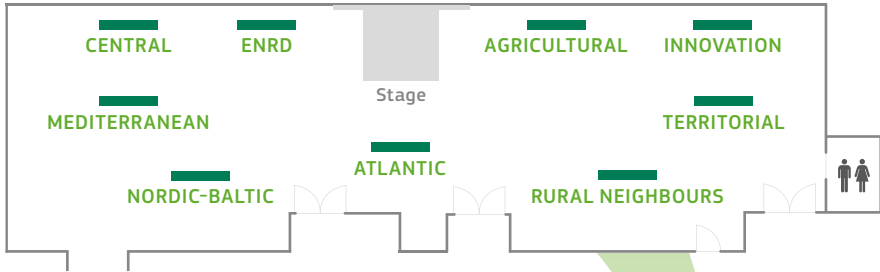 CENTRAL
ENRD
AGRICULTURAL
INNOVATION
Stage
MEDITERRANEAN
TERRITORIAL
ATLANTIC
NORDIC-BALTIC
RURAL NEIGHBOURS